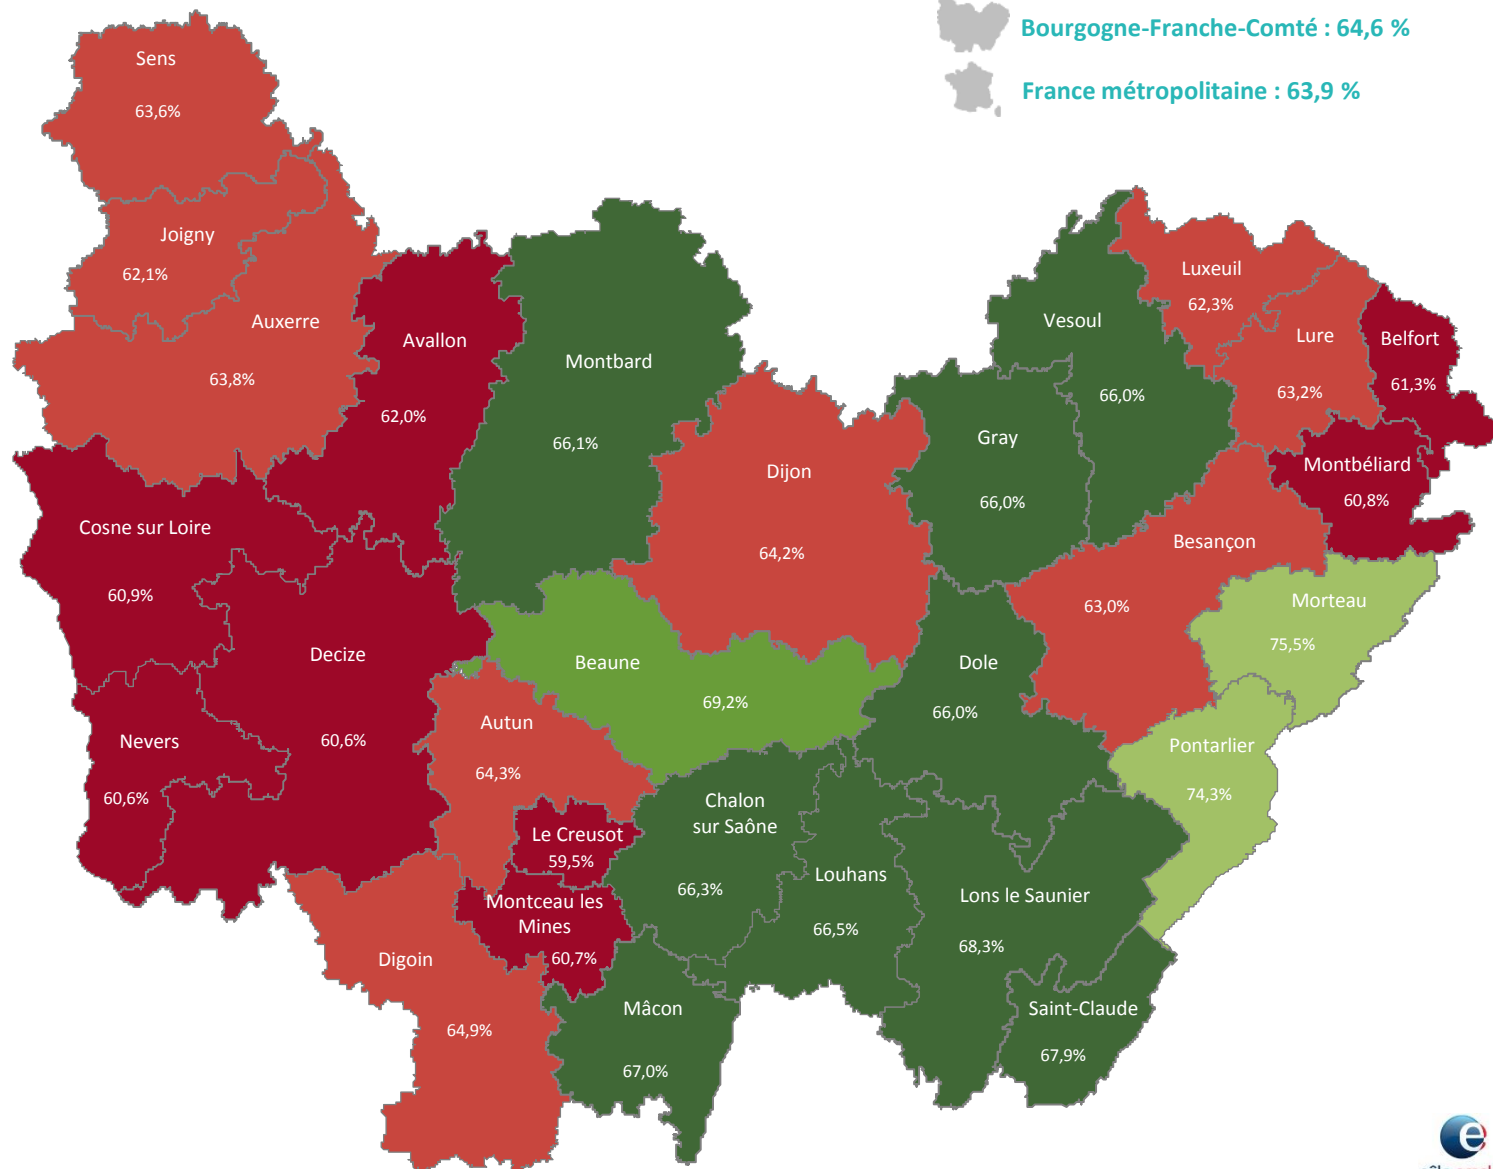 Bourgogne-Franche-Comté : 64,6 %
France métropolitaine : 63,9 %
Sens
63,6%
Joigny
62,1%
Auxerre
63,8%
Avallon
62,0%
Montbard
66,1%
Vesoul
66,0%
Luxeuil
62,3%
Lure
63,2%
Belfort
61,3%
Montbéliard
60,8%
Gray
66,0%
Dijon
64,2%
Besançon
63,0%
Morteau
75,5%
Cosne sur Loire
60,9%
Decize
60,6%
Beaune
69,2%
Dole
66,0%
Nevers
60,6%
Autun
64,3%
Pontarlier
74,3%
Chalon
sur Saône
66,3%
Le Creusot
59,5%
Louhans
66,5%
Lons le Saunier
68,3%
Montceau les
Mines
60,7%
Digoin
64,9%
Mâcon
67,0%
Saint-Claude
67,9%
e